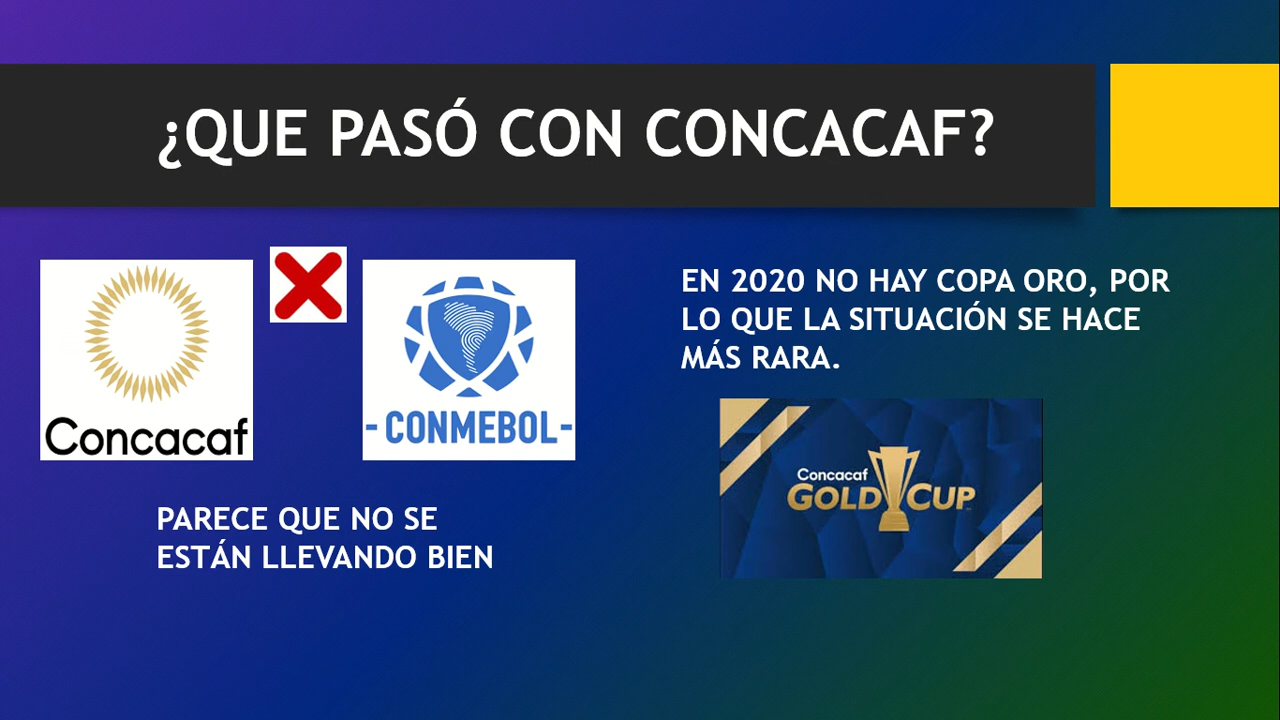 ¿QUE PASÓ CON CONCACAF?
Concacaf
-CONMEBOL-
PARECE QUE NO SE
ESTÁN LLEVANDO BIEN
EN 2020 NO HAY COPA ORO, POR
LO QUE LA SITUACIÓN SE HACE
MÁS RARA.
Concacaf
GOLD CUP